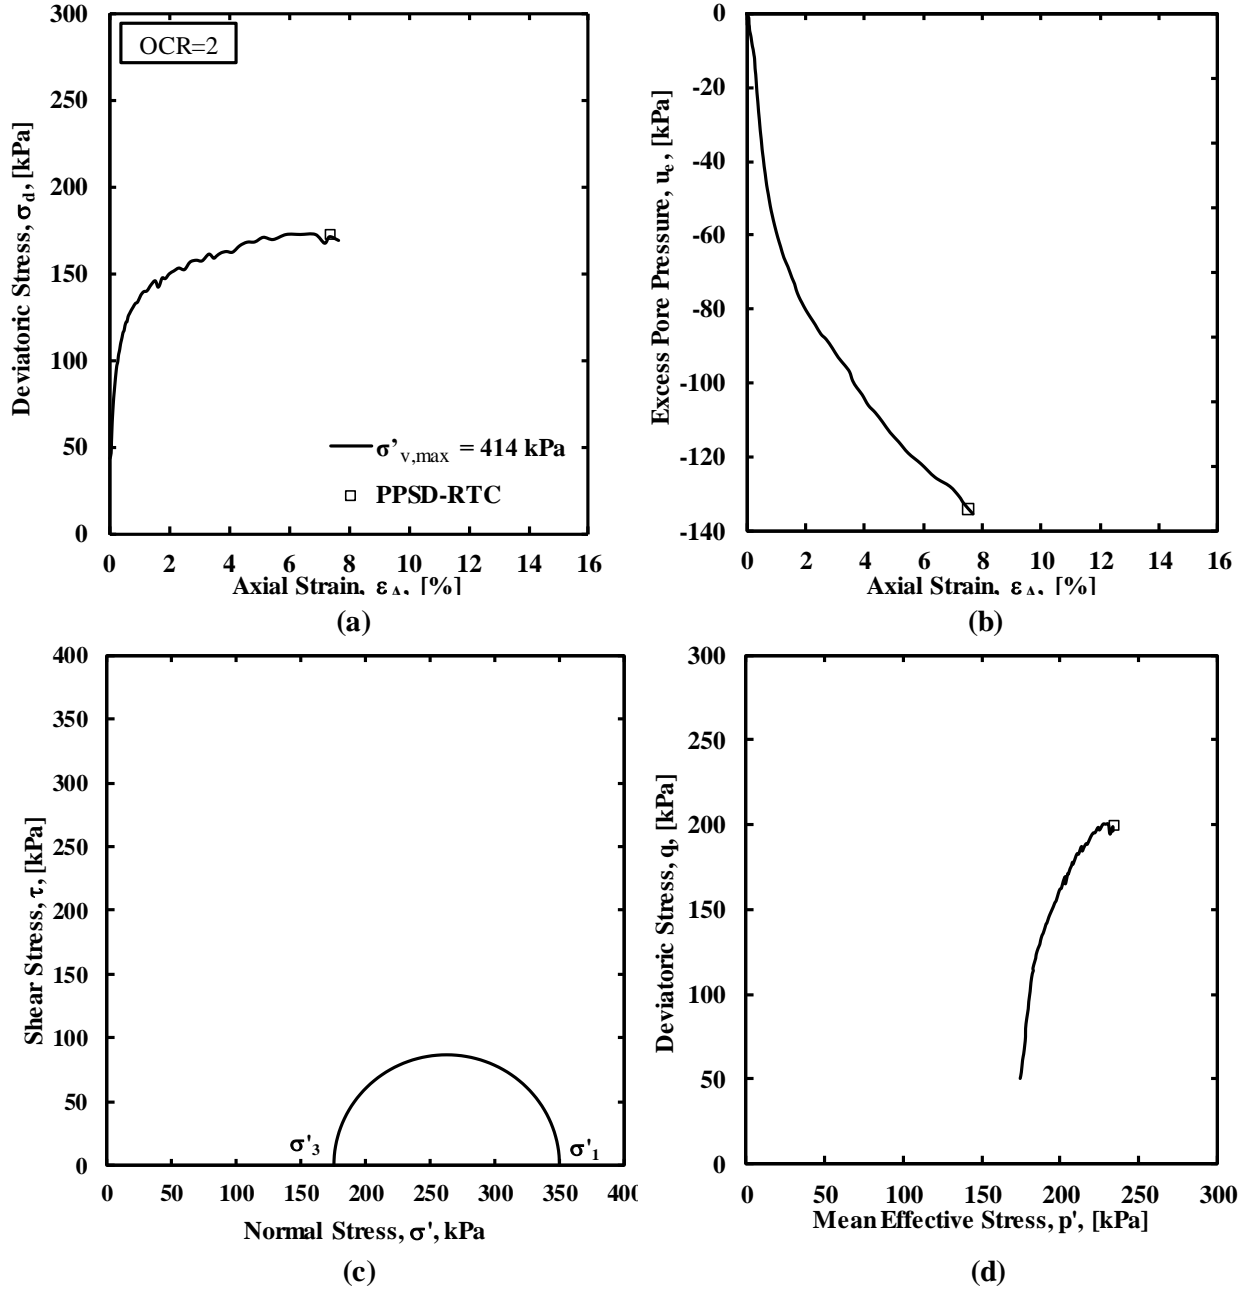 300
250
200
150
100
50
0
OCR=2
σ'v,max = 414 kPa
PPSD-RTC
Deviatoric Stress, σd, [kPa]
0 2 4 6 8 10 12 14 16
Axial Strain, εA, [%]
(a)
0
-20
-40
-60
-80
-100
-120
-140
Excess Pore Pressure, ue, [kPa]
0 2 4 6 8 10 12 14 16
Axial Strain, εA, [%]
(b)
400
350
300
250
200
150
100
50
0
Shear Stress, τ, [kPa]
σ'3
σ'1
0 50 100 150 200 250 300 350 400
Normal Stress, σ', kPa
(c)
300
250
200
150
100
50
0
Deviatoric Stress, q, [kPa]
0 50 100 150 200 250 300
Mean Effective Stress, p', [kPa]
(d)